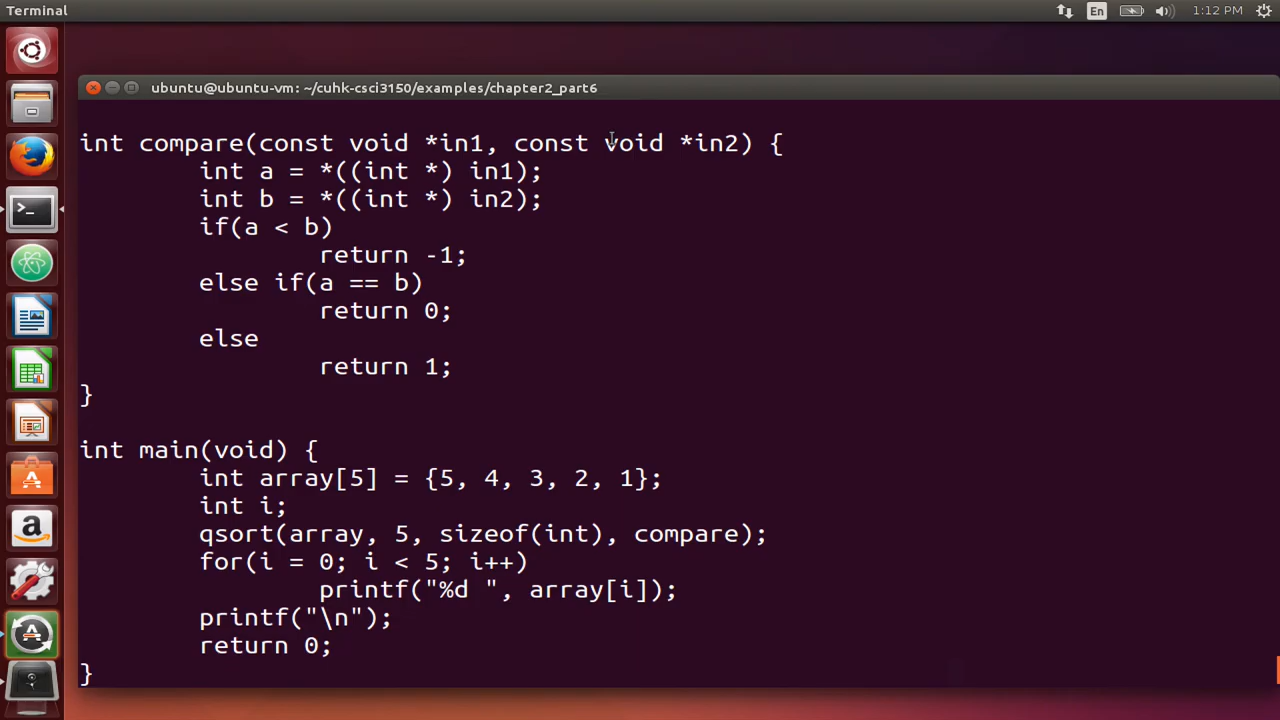 Terminal
En
1:12 PM
ubuntu@ubuntu-vm: ~/cuhk-csci3150/examples/chapter2_part6
int compare(const void *in1, const void *in2) {
        int a = *((int *) in1);
        int b = *((int *) in2);
        if(a < b)
                return -1;
        else if(a == b)
                return 0;
        else
                return 1;
}
int main(void) {
        int array[5] = {5, 4, 3, 2, 1};
        int i;
        qsort(array, 5, sizeof(int), compare);
        for(i = 0; i < 5; i++)
                printf("%d ", array[i]);
        printf("\n");
        return 0;
}